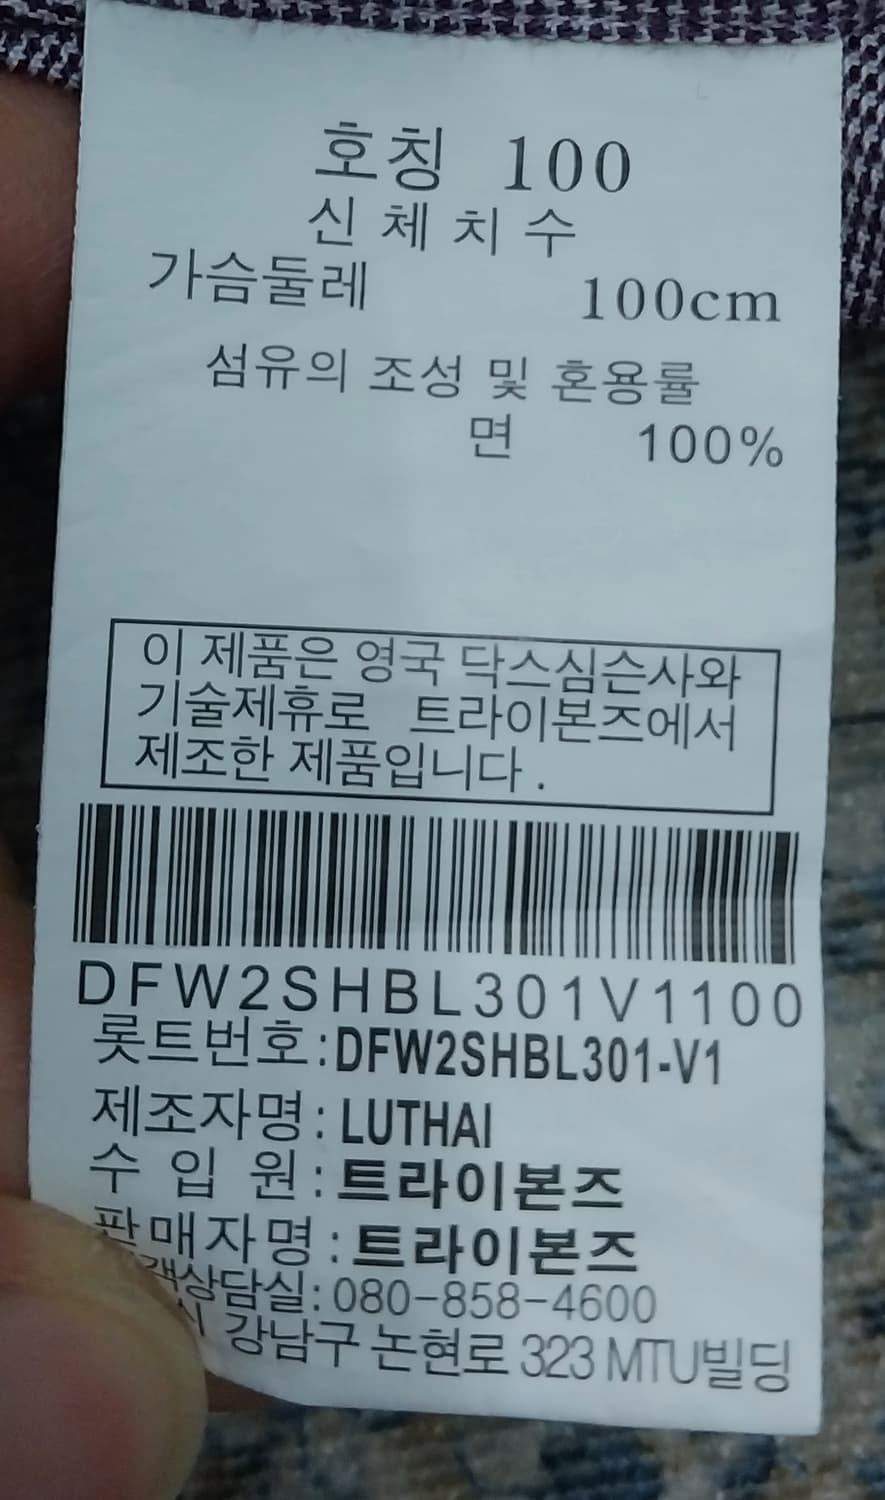 호칭 100
신 체 치 수
가슴둘레 100cm
섬유의 조성 및 혼용률
면 100%
이 제품은 영국 닥스심슨사와
기술제휴로 트라이본즈에서
제조한 제품입니다.
DFW2SHBL301V1100
롯트번호:DFW2SHBL301-V1
제조자명:LUTHAI
수 입 원:트라이본즈
판매자명:트라이본즈
객상담실:080-858-4600
강남구 논현로 323 MTU빌딩